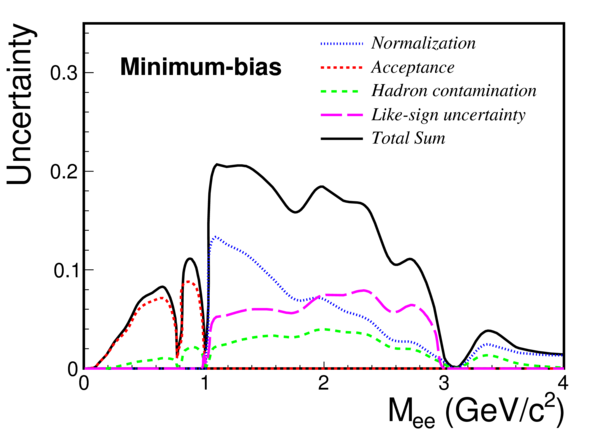 Uncertainty
Minimum-bias
Normalization
Acceptance
Hadron contamination
Like-sign uncertainty
Total Sum
0.3
0.2
0.1
0
0 1 2 3 4
M_ee (GeV/c²)